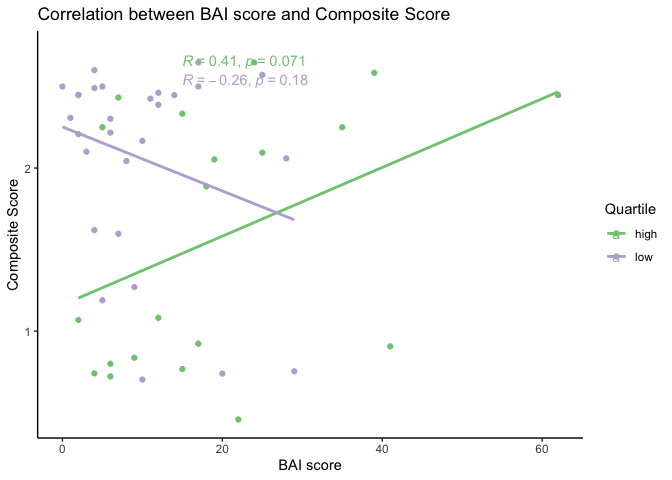 Correlation between BAI score and Composite Score
R = 0.41, p = 0.071
R = −0.26, p = 0.18
Composite Score
2
1
0 20 40 60
BAI score
Quartile
a high
a low